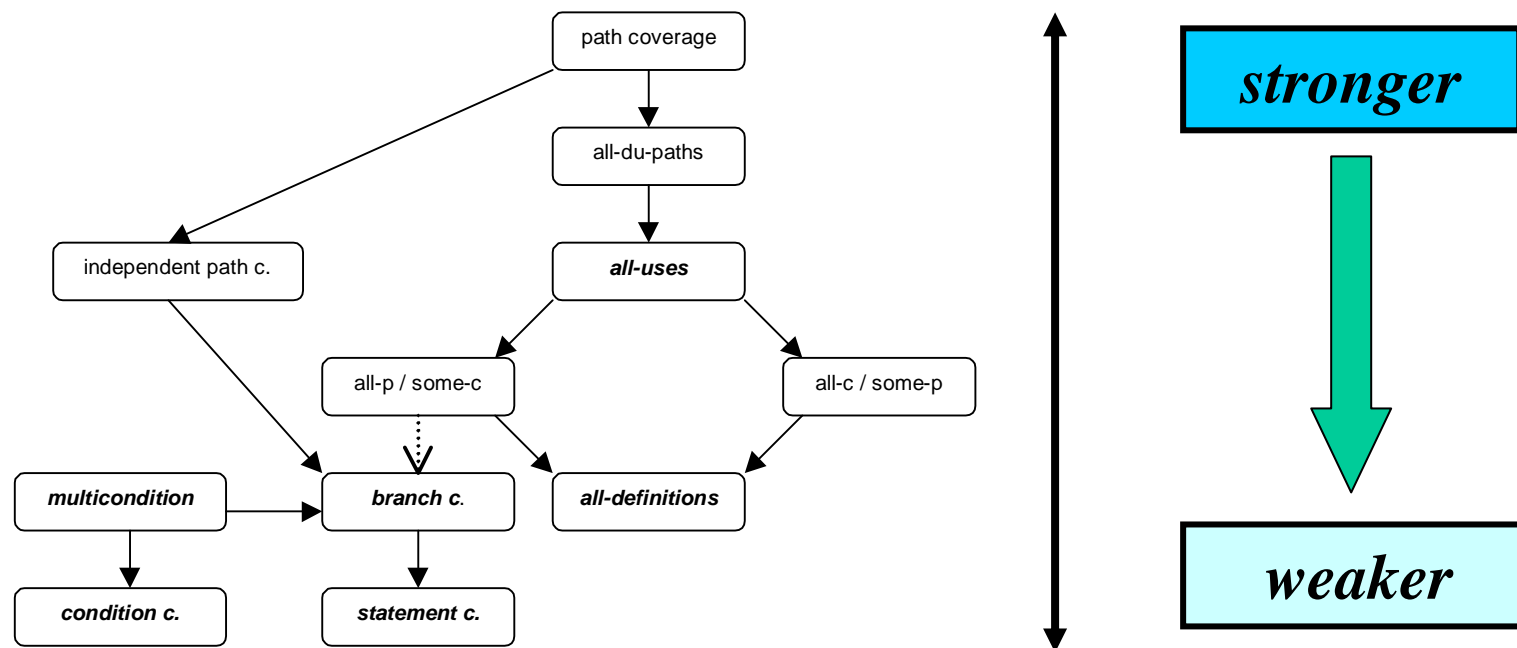 path coverage
stronger
all-du-paths
independent path c.
all-uses
all-p / some-c
all-c / some-p
multicondition
branch c.
all-definitions
weaker
condition c.
statement c.